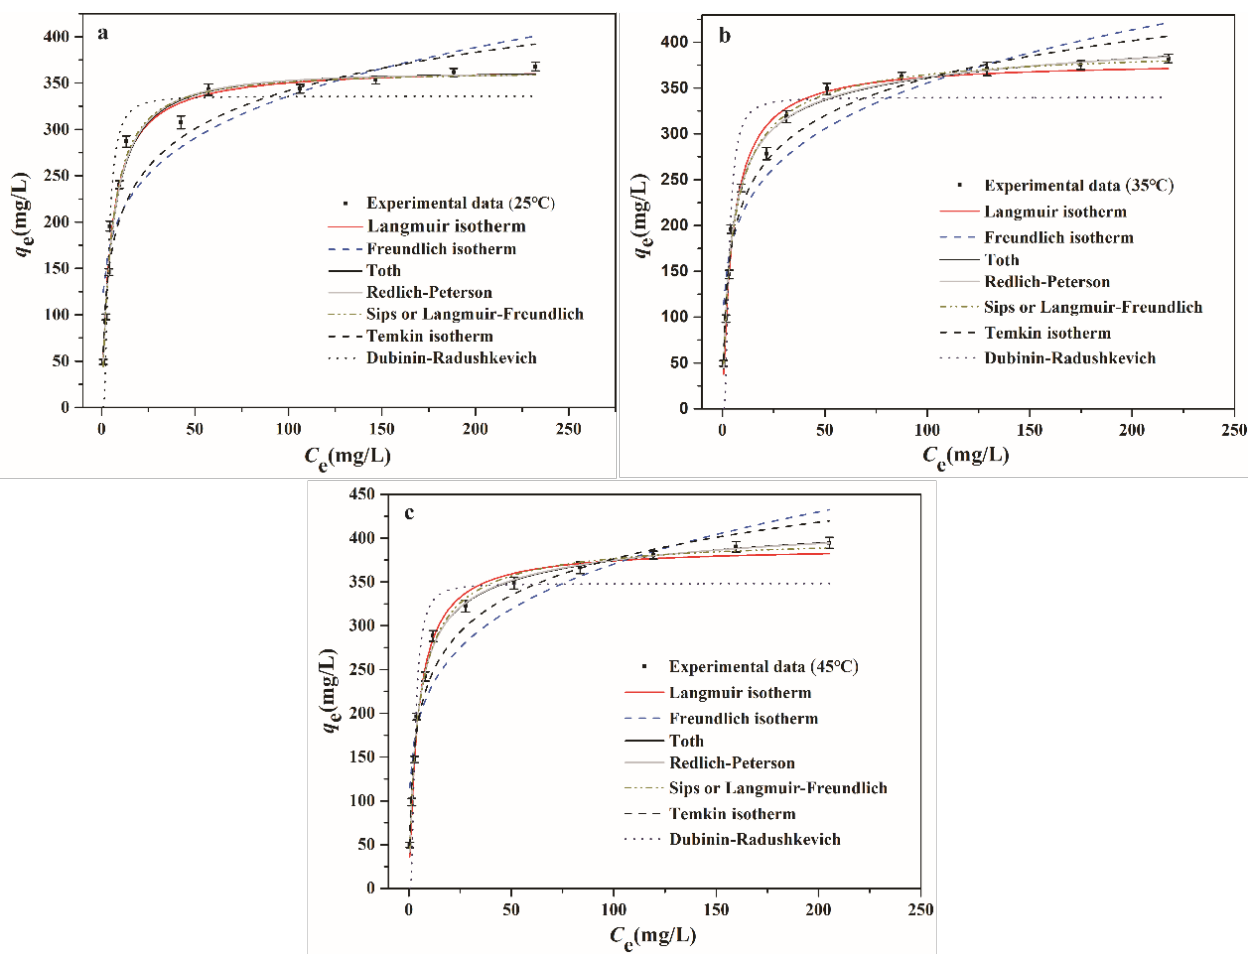 a
400
350
300
250
200
150
100
50
0
qe(mg/L)
Experimental data (25°C)
Langmuir isotherm
Freundlich isotherm
Toth
Redlich-Peterson
Sips or Langmuir-Freundlich
Temkin isotherm
Dubinin-Radushkevich
0 50 100 150 200 250
Ce(mg/L)
b
400
350
300
250
200
150
100
50
0
qe(mg/L)
Experimental data (35°C)
Langmuir isotherm
Freundlich isotherm
Toth
Redlich-Peterson
Sips or Langmuir-Freundlich
Temkin isotherm
Dubinin-Radushkevich
0 50 100 150 200 250
Ce(mg/L)
c
450
400
350
300
250
200
150
100
50
0
qe(mg/L)
Experimental data (45°C)
Langmuir isotherm
Freundlich isotherm
Toth
Redlich-Peterson
Sips or Langmuir-Freundlich
Temkin isotherm
Dubinin-Radushkevich
0 50 100 150 200 250
Ce(mg/L)